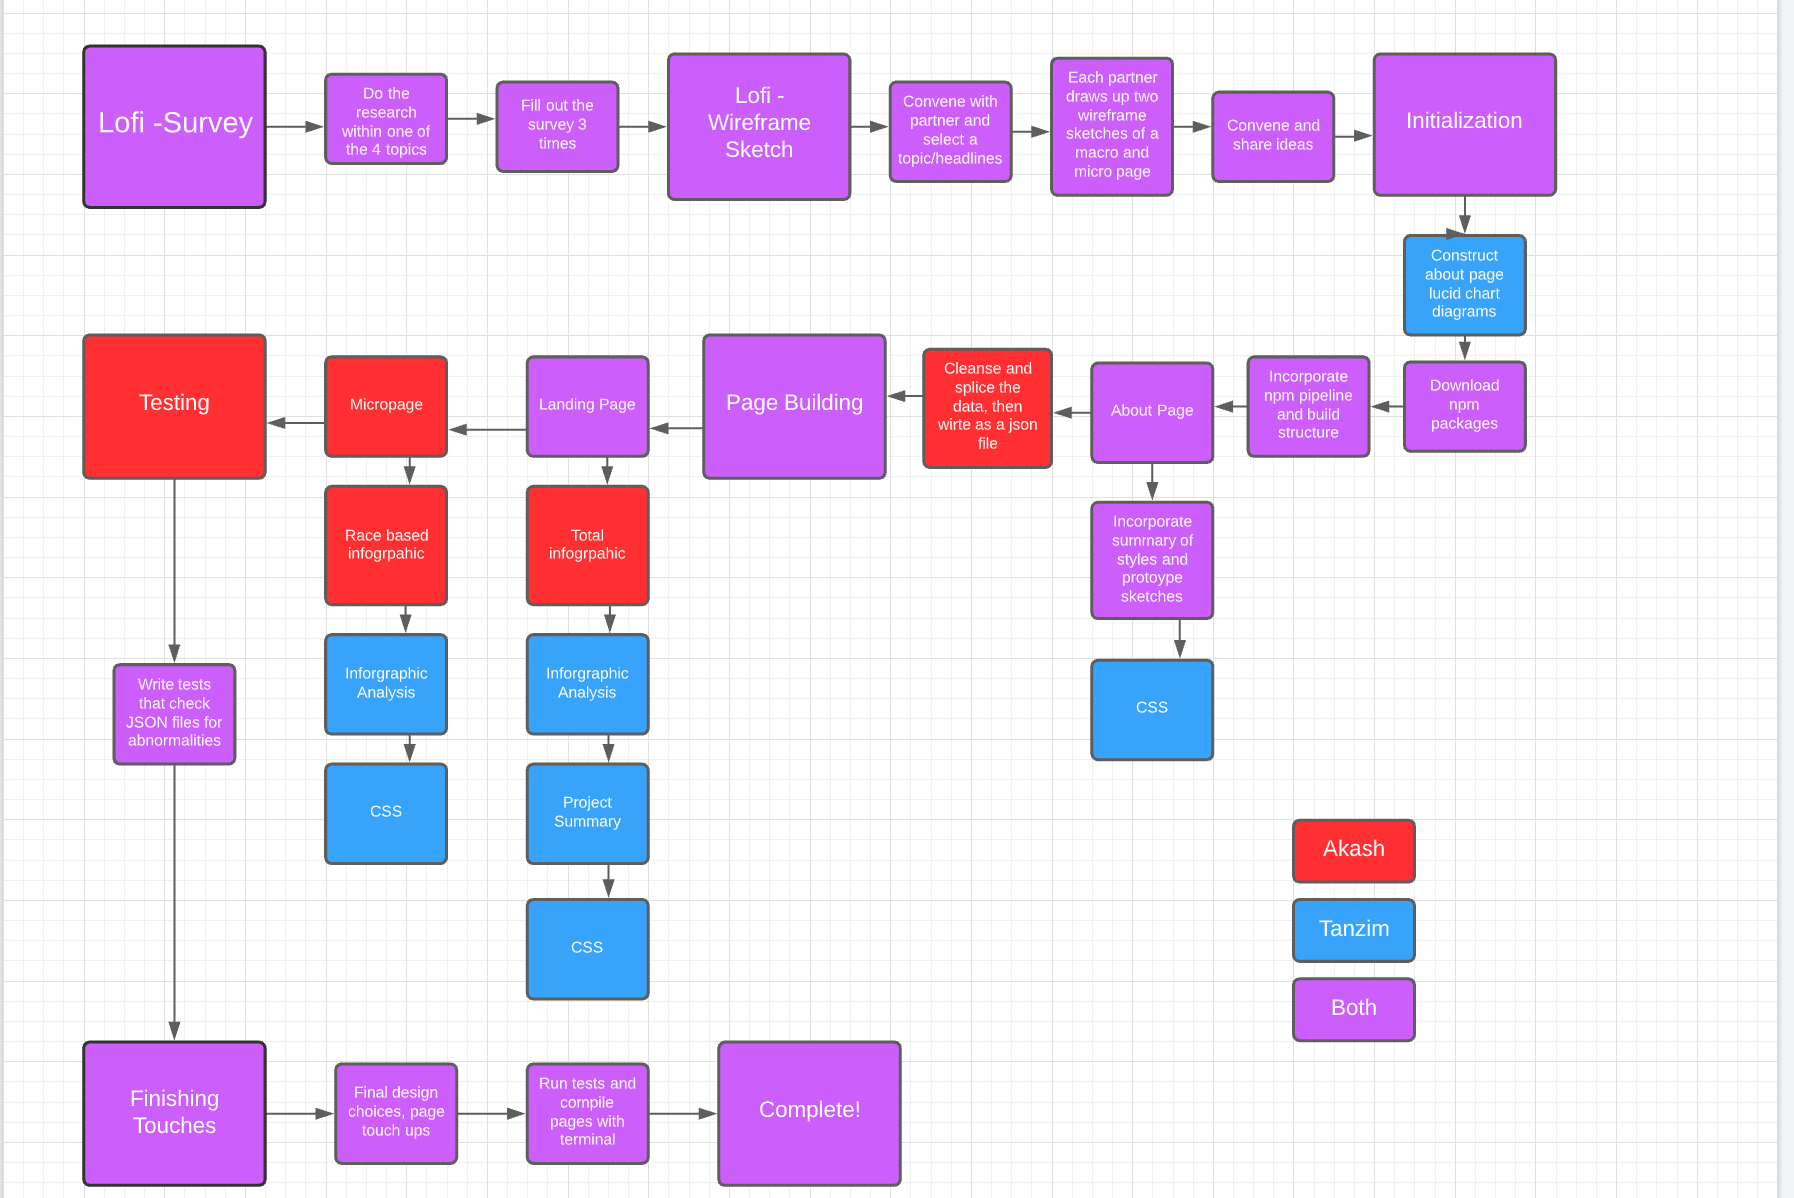 Lofi -Survey
Do the
research
within one of
the 4 topics
Fill out the
survey 3
times
Lofi -
Wireframe
Sketch
Convene with
partner and
select a
topic/headlines
Each partner
draws up two
wireframe
sketches of a
macro and
micro page
Convene and
share ideas
Initialization
Construct
about page
lucid chart
diagrams
Download
npm
packages
Incorporate
npm pipeline
and build
structure
About Page
Incorporate
summary of
styles and
protoype
sketches
CSS
Cleanse and
splice the
data, then
wirte as a json
file
Page Building
Landing Page
Total
infogrpahic
Inforgraphic
Analysis
Project
Summary
CSS
Micropage
Race based
infogrpahic
Inforgraphic
Analysis
CSS
Testing
Write tests
that check
JSON files for
abnormalities
Finishing
Touches
Final design
choices, page
touch ups
Run tests and
compile
pages with
terminal
Complete!
Akash
Tanzim
Both